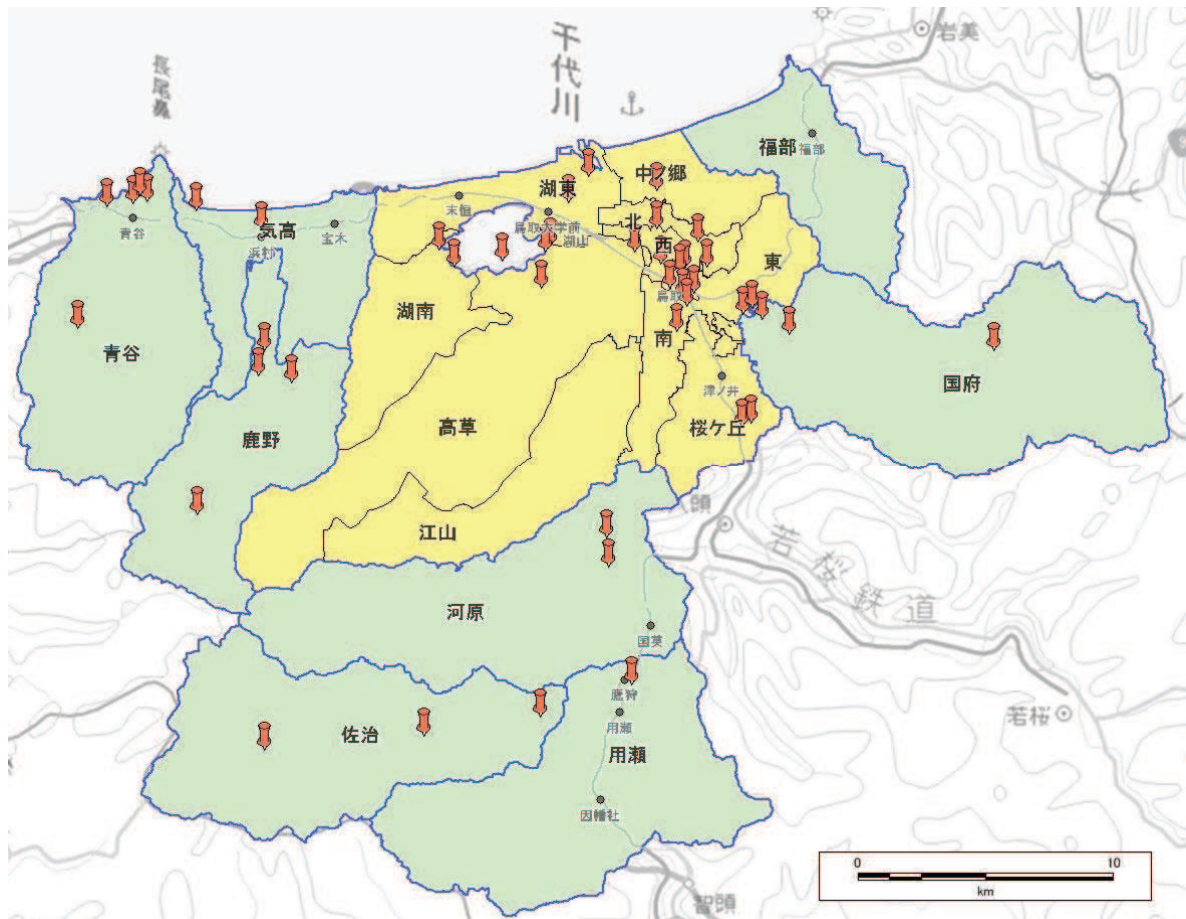 岩美
千代川
長尾鼻
福部
福部
中ノ郷
湖東
末恒
鳥取大学前
湖山
北
西
東
青谷
気高
浜村
宝木
鳥取
湖南
南
青谷
国府
津ノ井
桜ケ丘
高草
鹿野
江山
八頭
若桜鉄道
河原
国英
鷹狩
用瀬
若桜
佐治
用瀬
因幡社
智頭
0
10
km
9